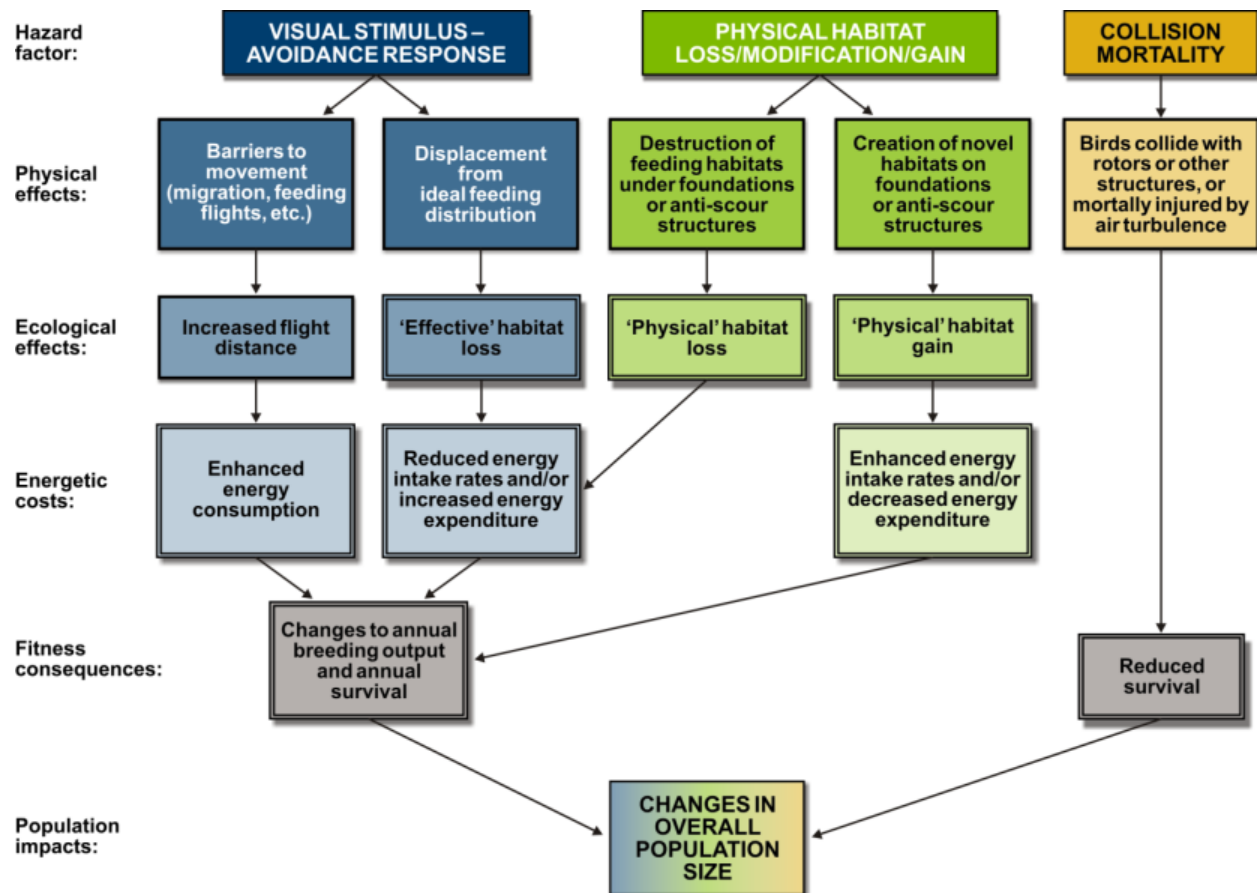 Hazard
factor:
VISUAL STIMULUS –
AVOIDANCE RESPONSE
PHYSICAL HABITAT
LOSS/MODIFICATION/GAIN
COLLISION
MORTALITY
Physical
effects:
Barriers to
movement
(migration, feeding
flights, etc.)
Displacement
from
ideal feeding
distribution
Destruction of
feeding habitats
under foundations
or anti-scour
structures
Creation of novel
habitats on
foundations
or anti-scour
structures
Birds collide with
rotors or other
structures, or
mortally injured by
air turbulence
Ecological
effects:
Increased flight
distance
‘Effective’ habitat
loss
‘Physical’ habitat
loss
‘Physical’ habitat
gain
Energetic
costs:
Enhanced
energy
consumption
Reduced energy
intake rates and/or
increased energy
expenditure
Enhanced energy
intake rates and/or
decreased energy
expenditure
Fitness
consequences:
Changes to annual
breeding output
and annual
survival
Reduced
survival
Population
impacts:
CHANGES IN
OVERALL
POPULATION
SIZE